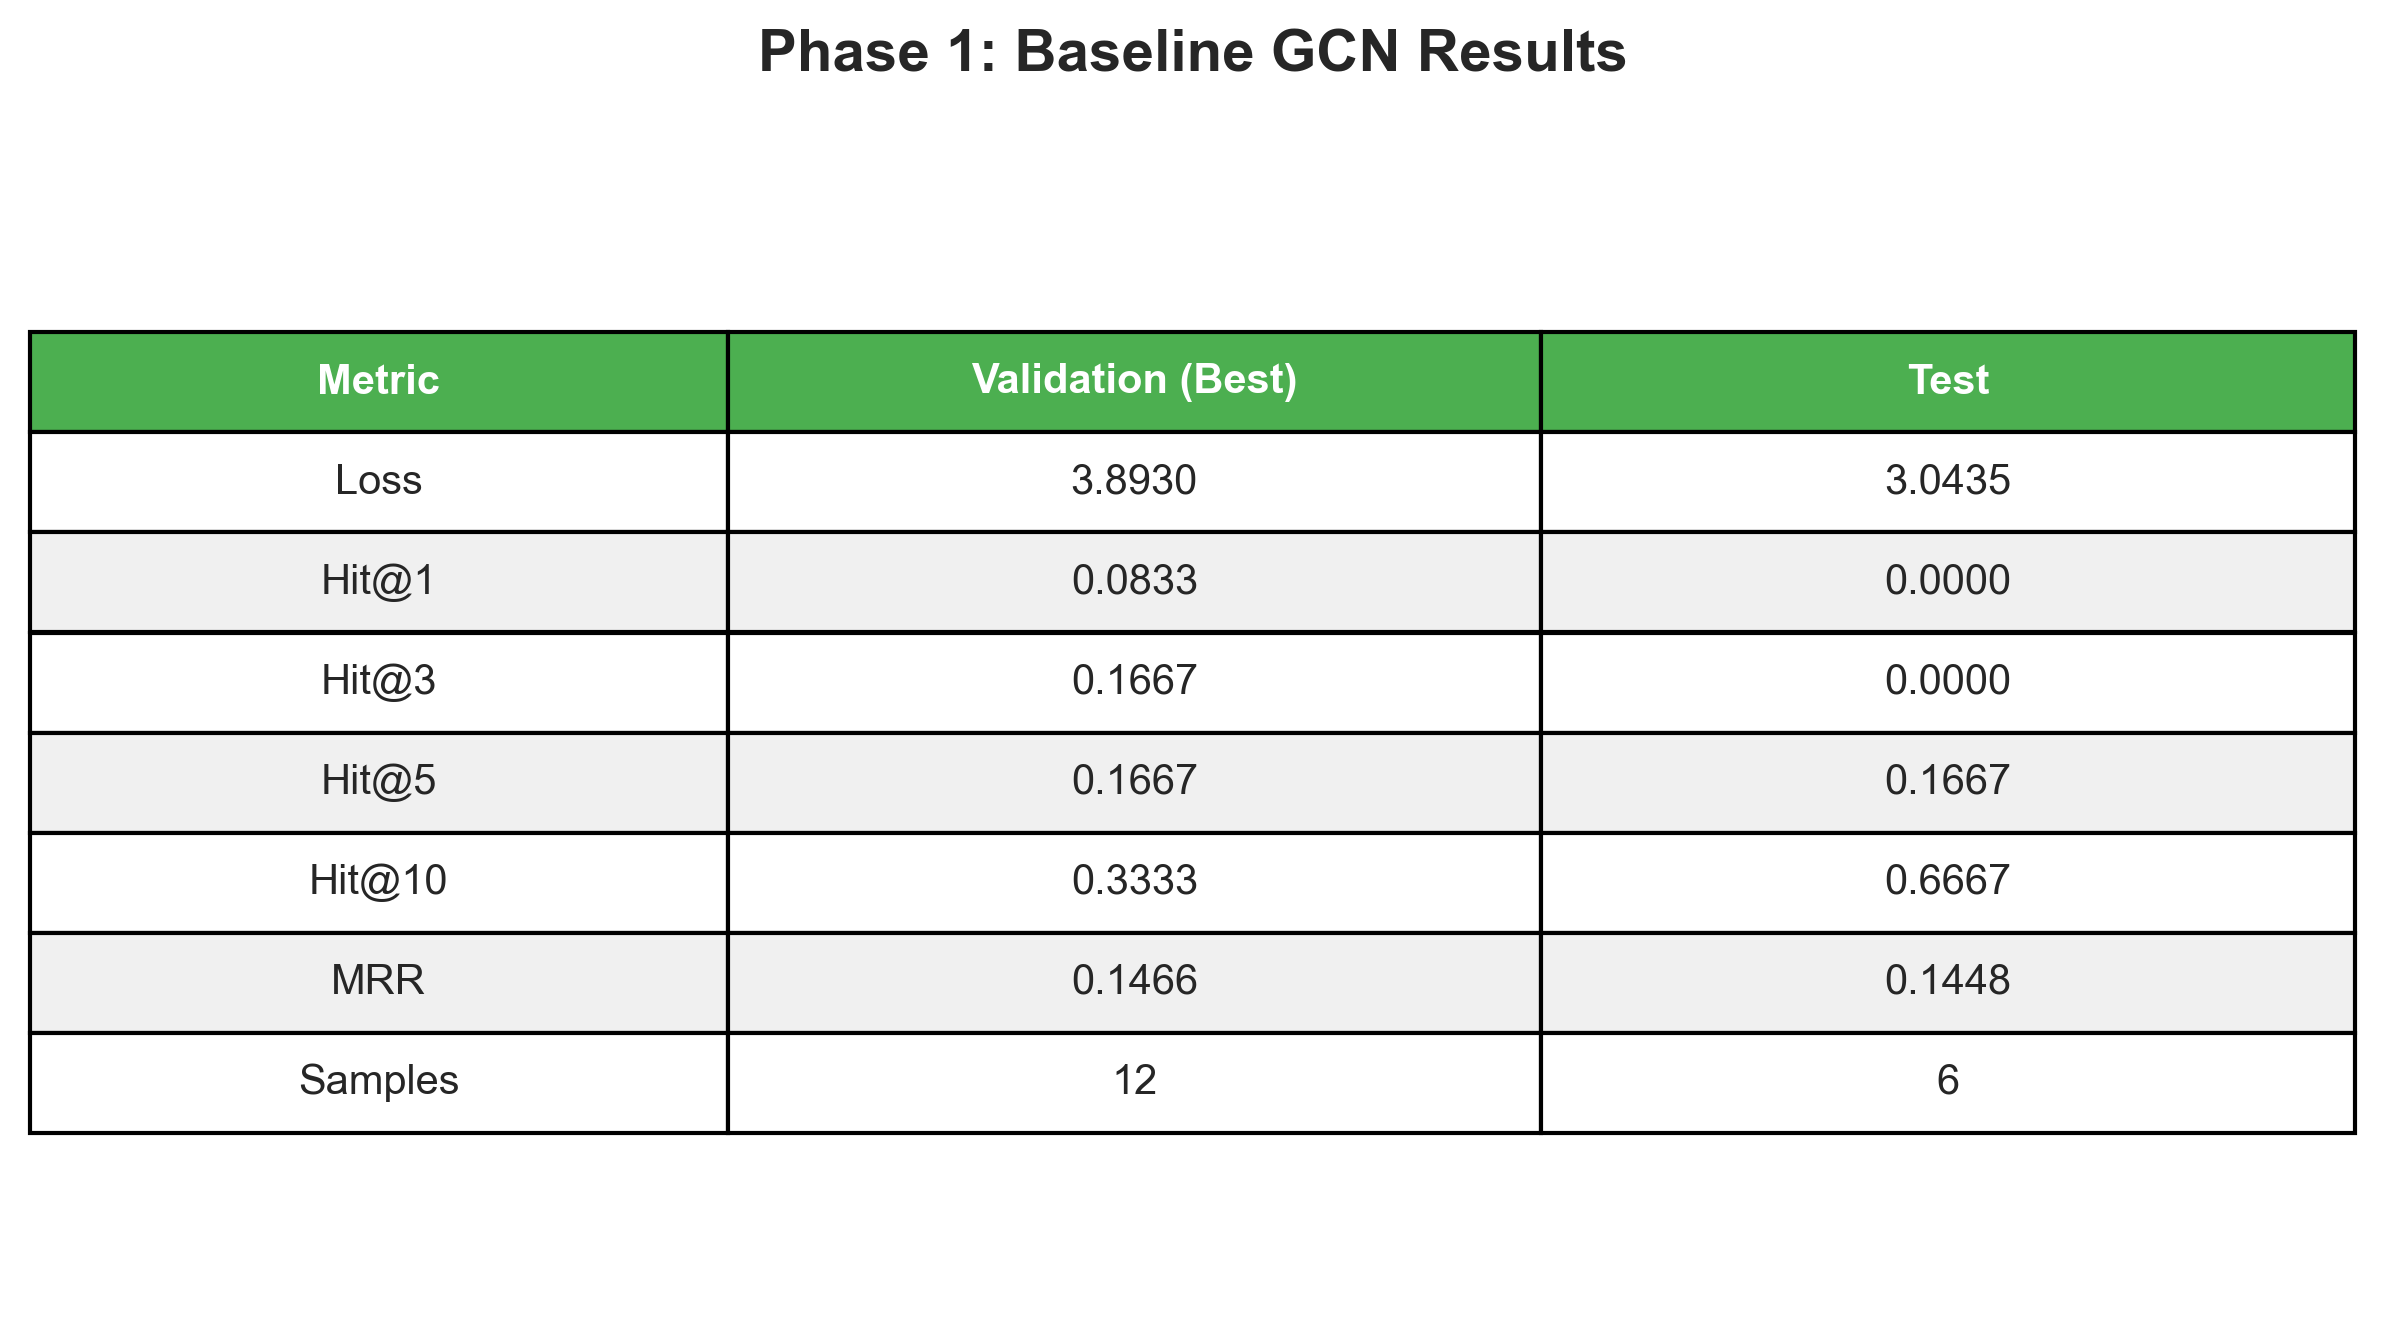 Phase 1: Baseline GCN Results
Metric Validation (Best) Test
Loss 3.8930 3.0435
Hit@1 0.0833 0.0000
Hit@3 0.1667 0.0000
Hit@5 0.1667 0.1667
Hit@10 0.3333 0.6667
MRR 0.1466 0.1448
Samples 12 6